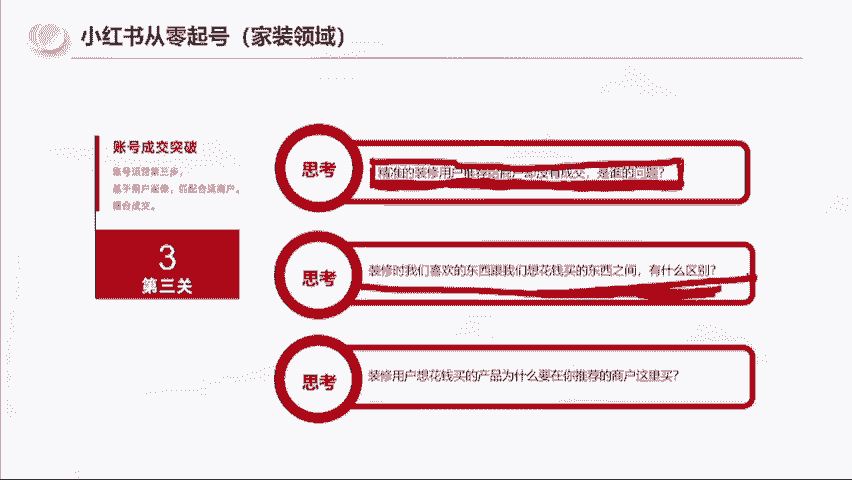 小红书从零起号（家装领域）
账号成交突破
账号运营第三步，
基于用户画像，匹配合适商户。
撮合成交。
3
第三关
思考
精准的装修用户推荐给商户却没有成交，是谁的问题？
思考
装修时我们喜欢的东西跟我们想花钱买的东西之间，有什么区别？
思考
装修用户想花钱买的产品为什么要在你推荐的商户这里买？